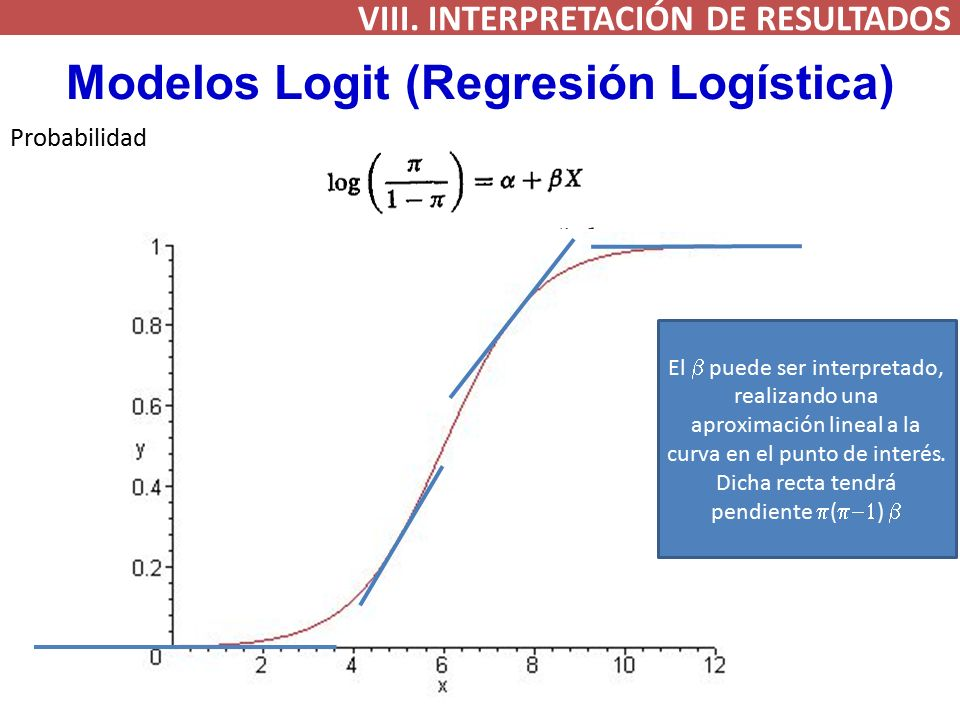 VIII. INTERPRETACIÓN DE RESULTADOS
Modelos Logit (Regresión Logística)
Probabilidad
log(π/(1 − π)) = α + βX
1
0.8
0.6
y
0.4
0.2
0
2
4
6
8
10
12
x
El β puede ser interpretado,
realizando una
aproximación lineal a la
curva en el punto de interés.
Dicha recta tendrá
pendiente π(π−1) β